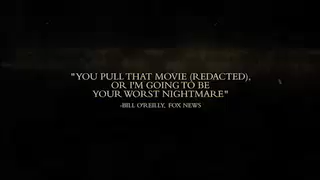 "YOU PULL THAT MOVIE (REDACTED),
OR I'M GOING TO BE
YOUR WORST NIGHTMARE"
-BILL O'REILLY, FOX NEWS